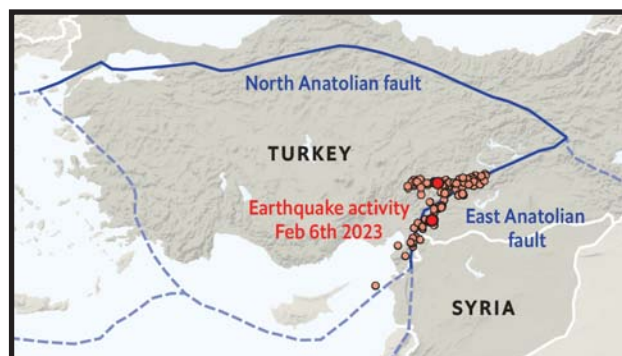 North Anatolian fault
TURKEY
Earthquake activity
Feb 6th 2023
East Anatolian
fault
SYRIA